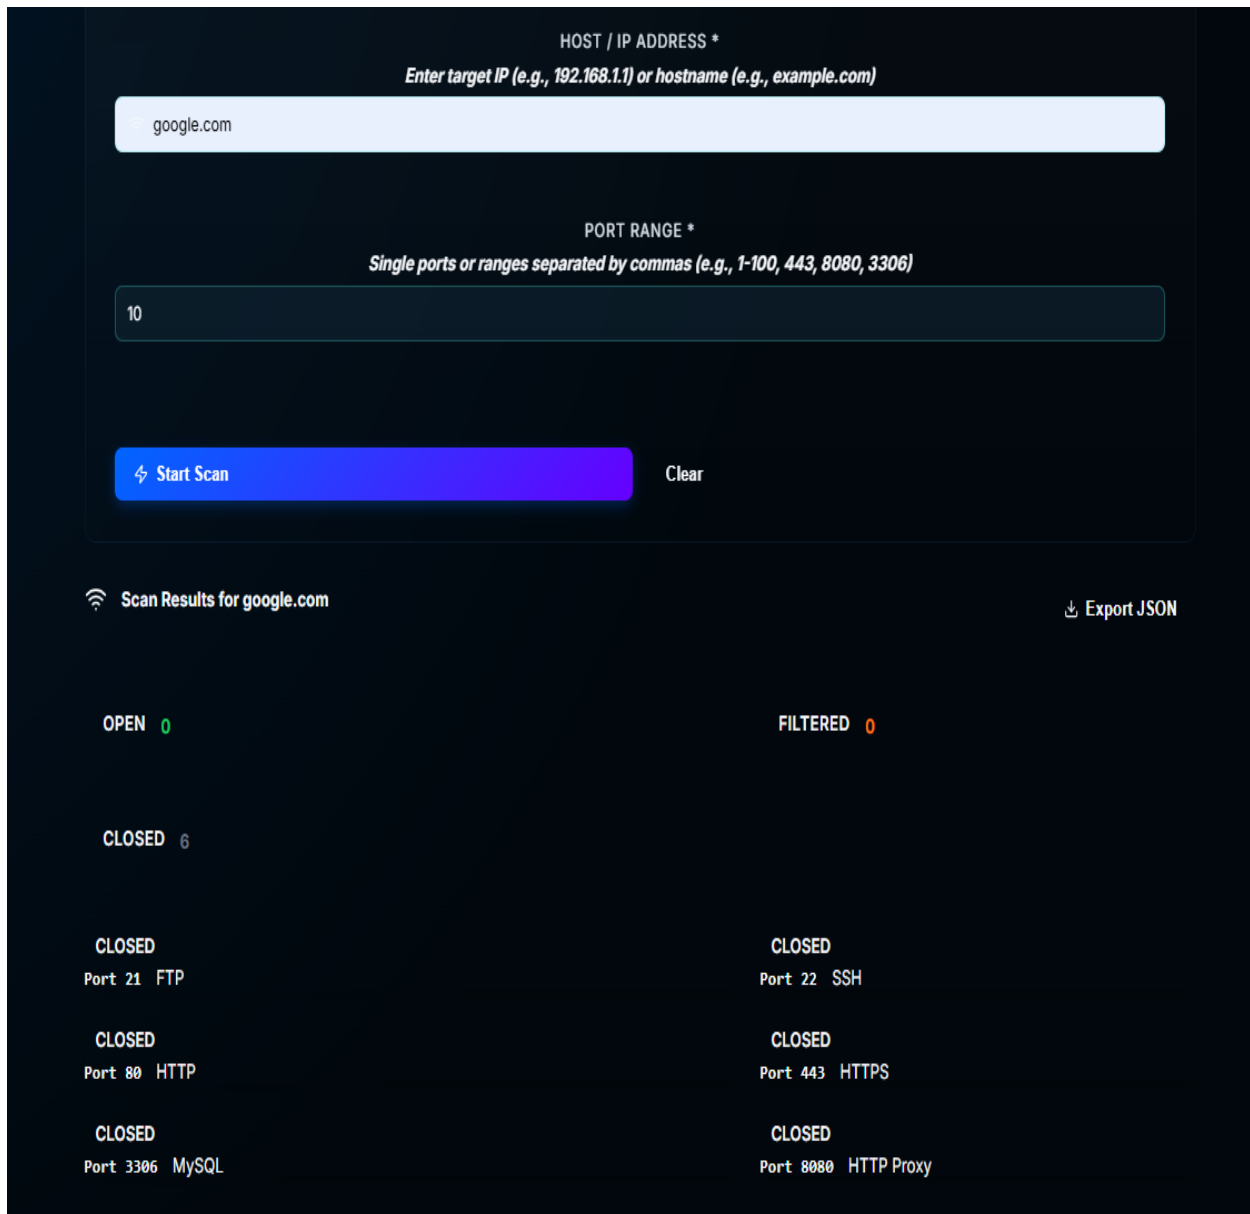 HOST / IP ADDRESS *
Enter target IP (e.g., 192.168.1.1) or hostname (e.g., example.com)
google.com
PORT RANGE *
Single ports or ranges separated by commas (e.g., 1-100, 443, 8080, 3306)
10
Start Scan
Clear
Scan Results for google.com
Export JSON
OPEN 0
FILTERED 0
CLOSED 6
CLOSED
Port 21 FTP
CLOSED
Port 22 SSH
CLOSED
Port 80 HTTP
CLOSED
Port 443 HTTPS
CLOSED
Port 3306 MySQL
CLOSED
Port 8080 HTTP Proxy